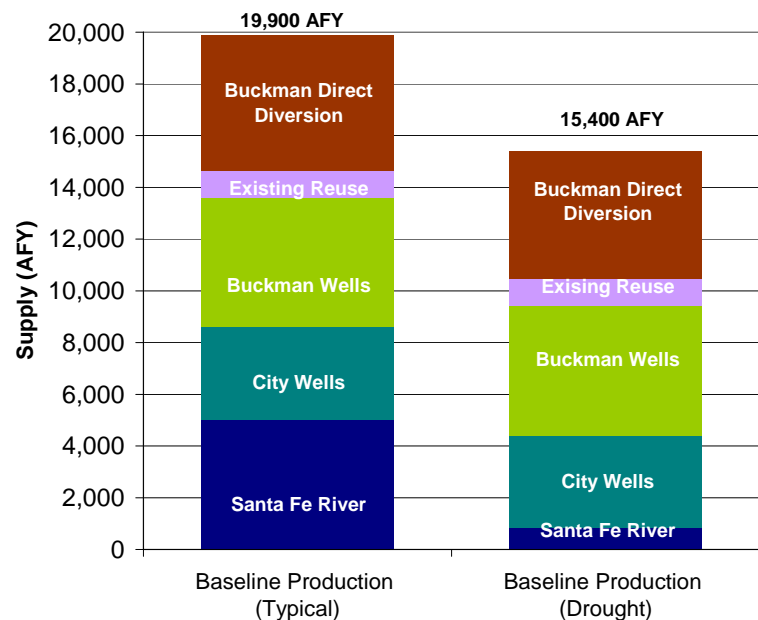 19,900 AFY
20,000
18,000
16,000
14,000
12,000
10,000
8,000
6,000
4,000
2,000
0
Supply (AFY)
Buckman Direct
Diversion
Existing Reuse
Buckman Wells
City Wells
Santa Fe River
15,400 AFY
Buckman Direct
Diversion
Exising Reuse
Buckman Wells
City Wells
Santa Fe River
Baseline Production
(Typical)
Baseline Production
(Drought)